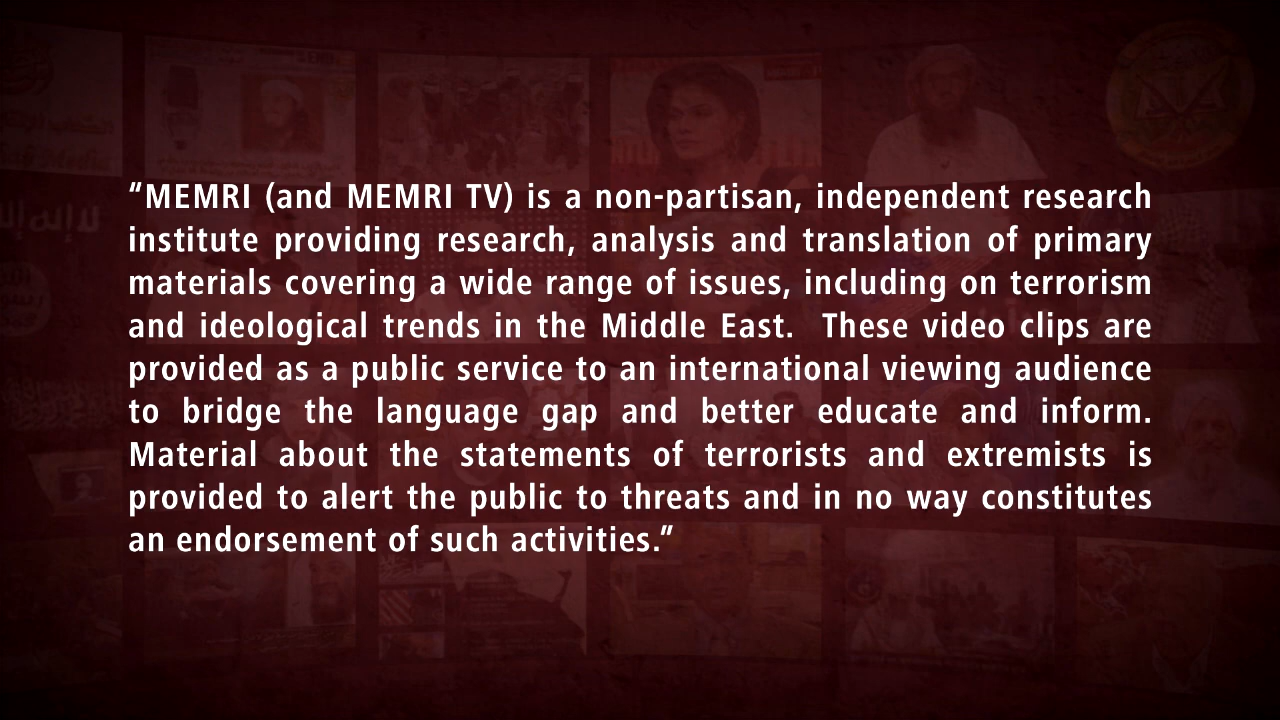 “MEMRI (and MEMRI TV) is a non-partisan, independent research
institute providing research, analysis and translation of primary
materials covering a wide range of issues, including on terrorism
and ideological trends in the Middle East.  These video clips are
provided as a public service to an international viewing audience
to bridge the language gap and better educate and inform.
Material about the statements of terrorists and extremists is
provided to alert the public to threats and in no way constitutes
an endorsement of such activities.”